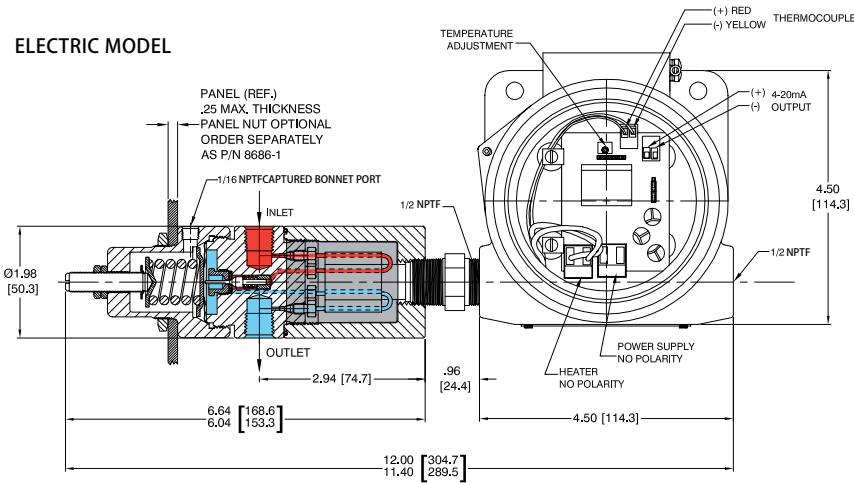 ELECTRIC MODEL
PANEL (REF.)
.25 MAX. THICKNESS
PANEL NUT OPTIONAL
ORDER SEPARATELY
AS P/N 8686-1
1/16 NPTFCAPTURED BONNET PORT
INLET
1/2 NPTF
Ø1.98
[50.3]
OUTLET
2.94 [74.7]
.96
[24.4]
6.64 [168.6
6.04 153.3]
12.00 [304.7
11.40 289.5]
TEMPERATURE
ADJUSTMENT
(+) RED
(-) YELLOW
THERMOCOUPLE
(+) 4-20mA
(-) OUTPUT
4.50
[114.3]
1/2 NPTF
POWER SUPPLY
NO POLARITY
HEATER
NO POLARITY
4.50 [114.3]